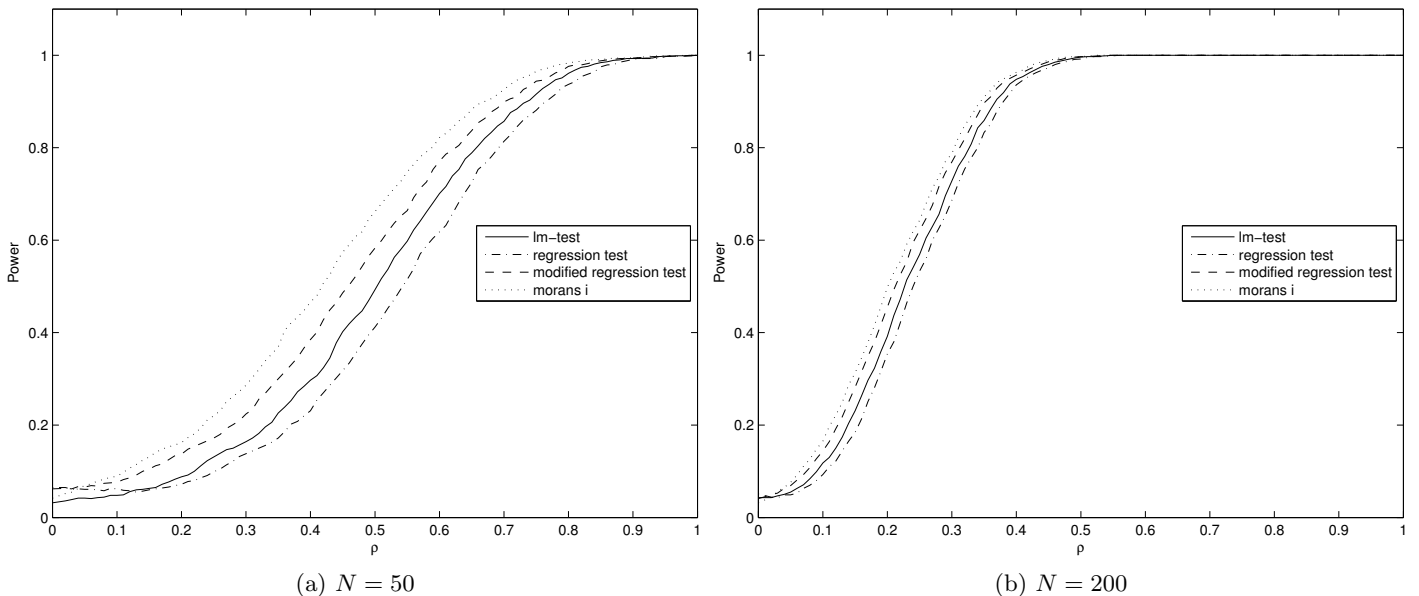 1
0.8
0.6
0.4
0.2
0
Power
0 0.1 0.2 0.3 0.4 0.5 0.6 0.7 0.8 0.9 1
ρ
lm−test
regression test
modified regression test
morans i
(a) N = 50
1
0.8
0.6
0.4
0.2
0
Power
0 0.1 0.2 0.3 0.4 0.5 0.6 0.7 0.8 0.9 1
ρ
lm−test
regression test
modified regression test
morans i
(b) N = 200